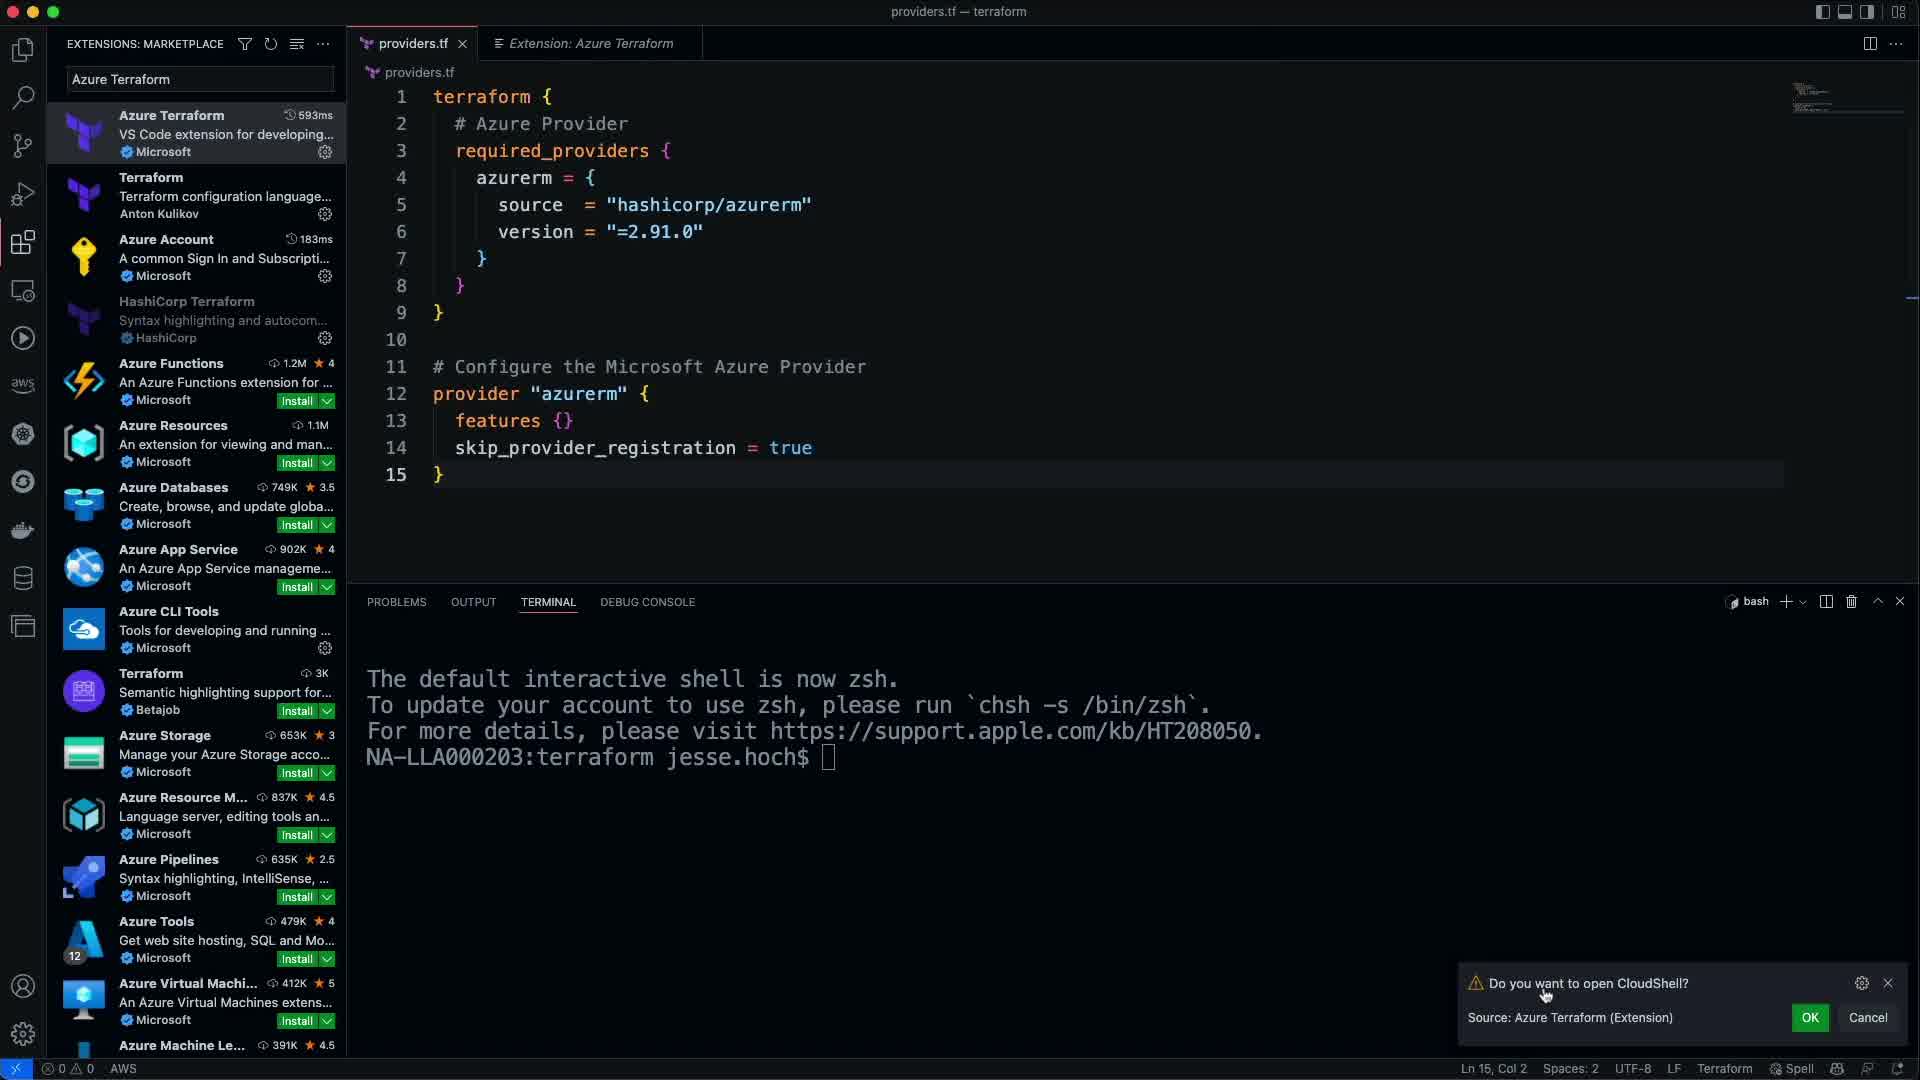 providers.tf — terraform
EXTENSIONS: MARKETPLACE
Azure Terraform
Azure Terraform 593ms
VS Code extension for developing...
Microsoft
Terraform
Terraform configuration language...
Anton Kulikov
Azure Account 183ms
A common Sign In and Subscripti...
Microsoft
HashiCorp Terraform
Syntax highlighting and autocom...
HashiCorp
Azure Functions 1.2M ★ 4
An Azure Functions extension for ...
Microsoft Install
Azure Resources 1.1M
An extension for viewing and man...
Microsoft Install
Azure Databases 749K ★ 3.5
Create, browse, and update globa...
Microsoft Install
Azure App Service 902K ★ 4
An Azure App Service manageme...
Microsoft Install
Azure CLI Tools
Tools for developing and running ...
Microsoft
Terraform 3K
Semantic highlighting support for...
Betajob Install
Azure Storage 653K ★ 3
Manage your Azure Storage acco...
Microsoft Install
Azure Resource M... 837K ★ 4.5
Language server, editing tools an...
Microsoft Install
Azure Pipelines 635K ★ 2.5
Syntax highlighting, IntelliSense, ...
Microsoft Install
Azure Tools 479K ★ 4
Get web site hosting, SQL and Mo...
12 Microsoft Install
Azure Virtual Machi... 412K ★ 5
An Azure Virtual Machines extens...
Microsoft Install
Azure Machine Le... 391K ★ 4.5
aws
providers.tf Extension: Azure Terraform
providers.tf
1 terraform {
2 # Azure Provider
3 required_providers {
4 azurerm = {
5 source = "hashicorp/azurerm"
6 version = "=2.91.0"
7 }
8 }
9 }
10
11 # Configure the Microsoft Azure Provider
12 provider "azurerm" {
13 features {}
14 skip_provider_registration = true
15 }
PROBLEMS OUTPUT TERMINAL DEBUG CONSOLE bash
The default interactive shell is now zsh.
To update your account to use zsh, please run `chsh -s /bin/zsh`.
For more details, please visit https://support.apple.com/kb/HT208050.
NA-LLA000203:terraform jesse.hoch$
Do you want to open CloudShell?
Source: Azure Terraform (Extension) OK Cancel
0 0 AWS Ln 15, Col 2 Spaces: 2 UTF-8 LF Terraform Spell